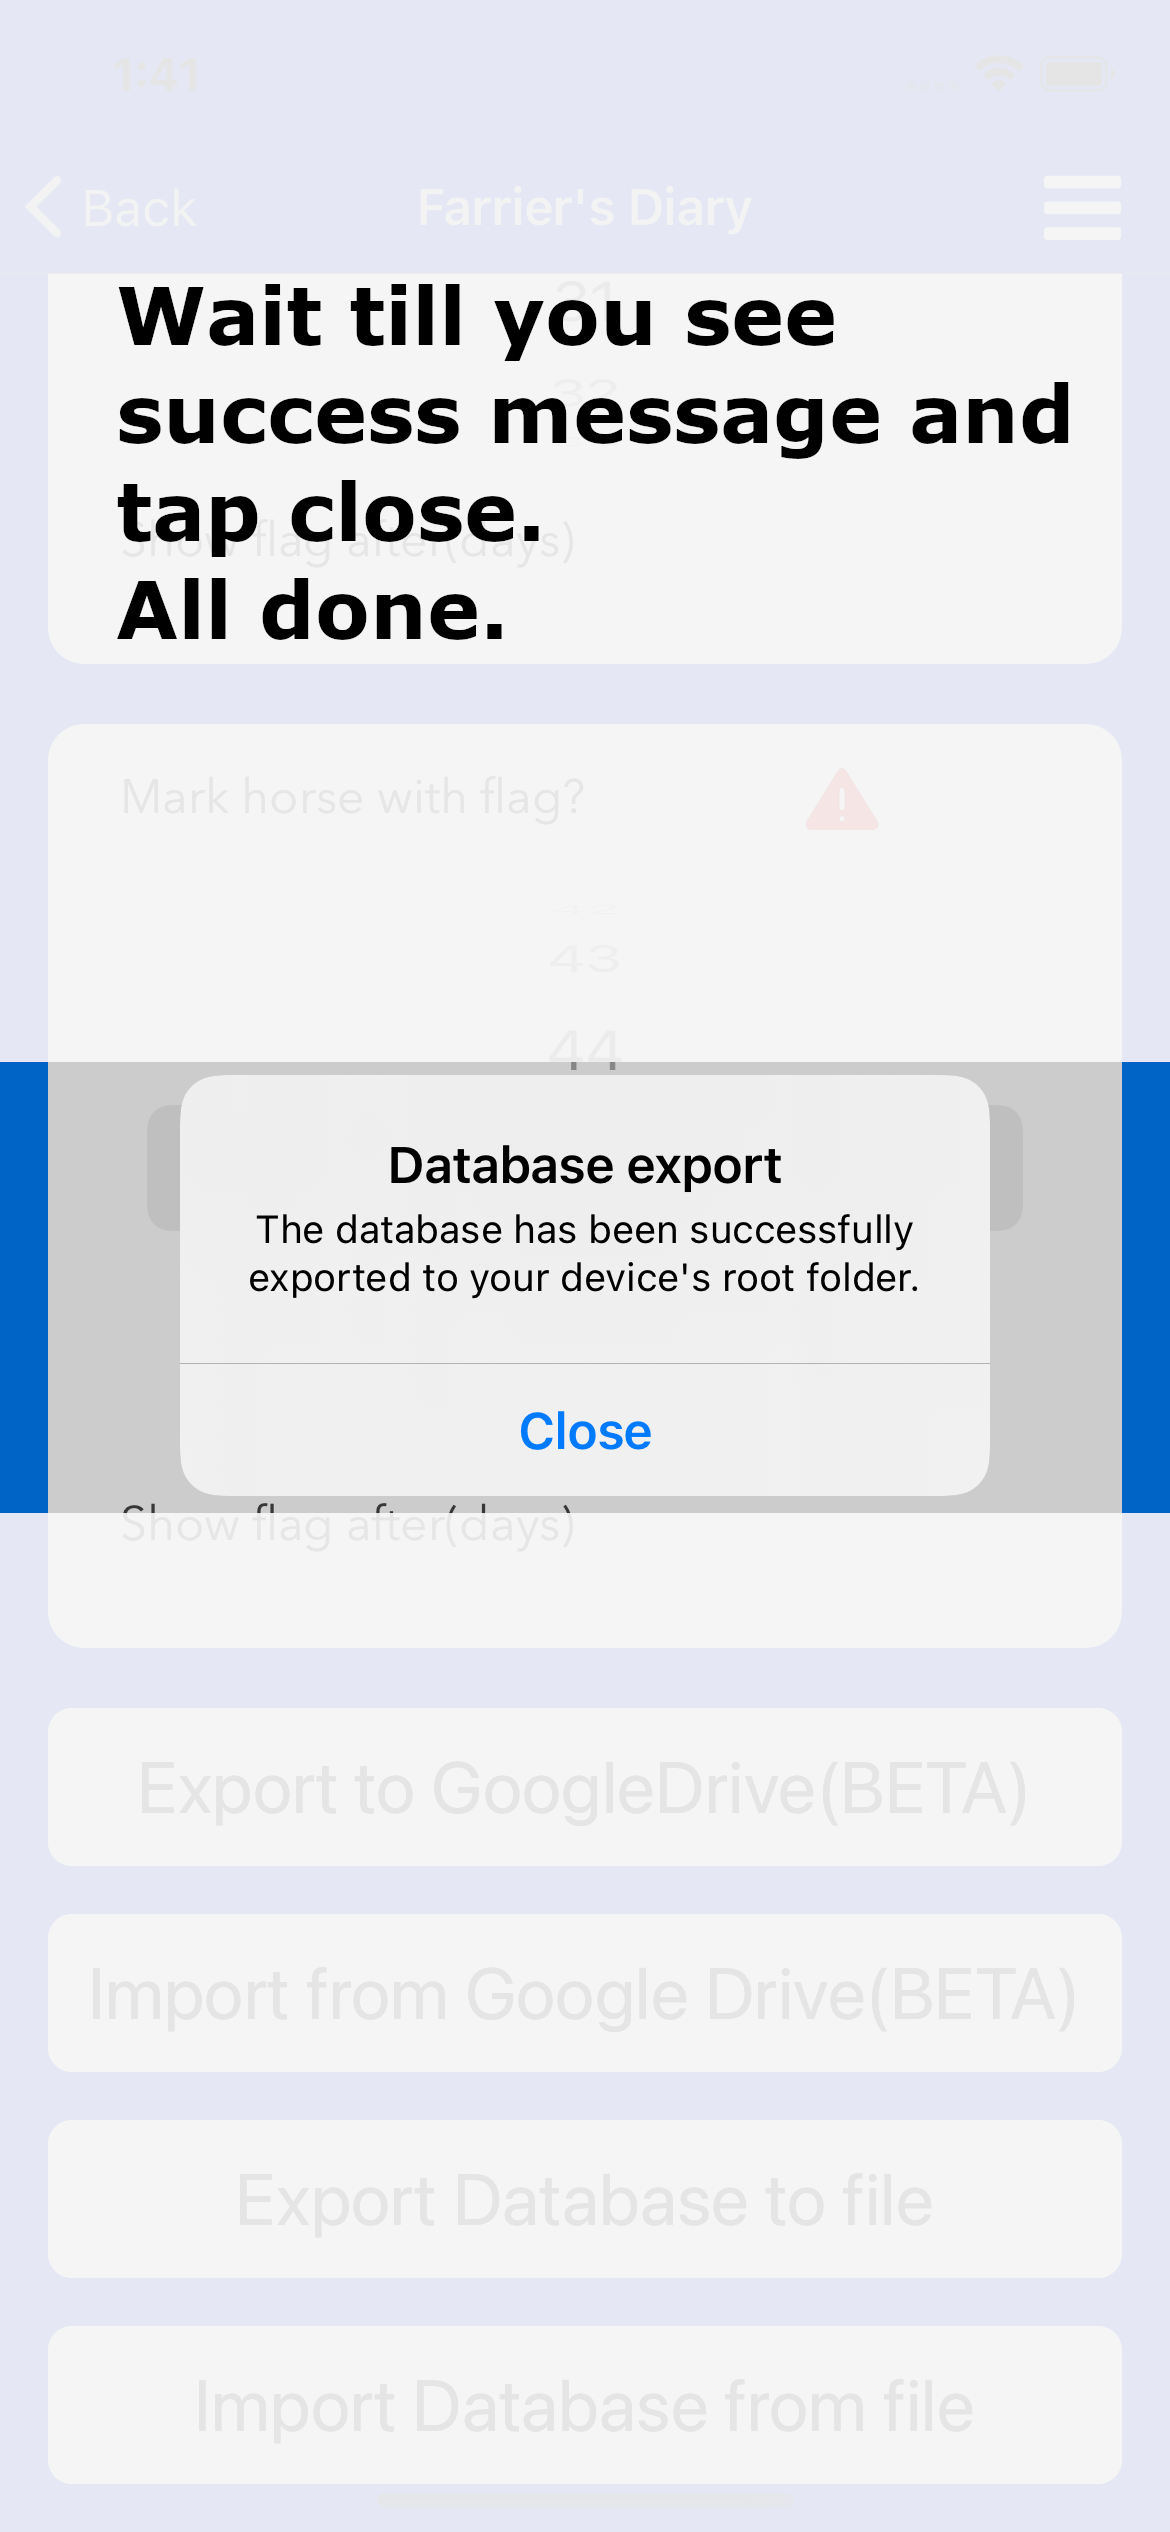 1:41
Back
Farrier's Diary
31
Wait till you see
33
success message and
tap close.
Show flag after(days)
All done.
Mark horse with flag?
43
44
Database export
The database has been successfully
exported to your device's root folder.
Close
Show flag after(days)
Export to GoogleDrive(BETA)
Import from Google Drive(BETA)
Export Database to file
Import Database from file